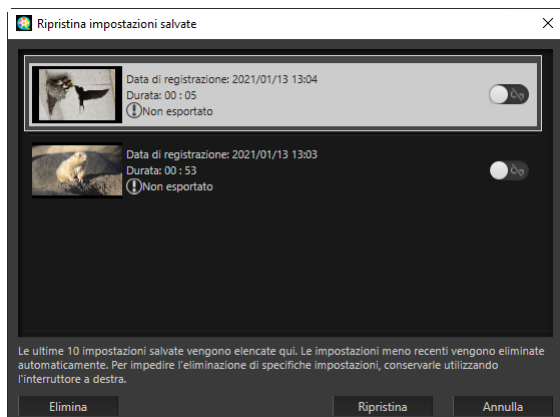 Ripristina impostazioni salvate
Data di registrazione: 2021/01/13 13:04
Durata: 00 : 05
Non esportato
Data di registrazione: 2021/01/13 13:03
Durata: 00 : 53
Non esportato
Le ultime 10 impostazioni salvate vengono elencate qui. Le impostazioni meno recenti vengono eliminate
automaticamente. Per impedire l'eliminazione di specifiche impostazioni, conservarle utilizzando
l'interruttore a destra.
Elimina
Ripristina
Annulla